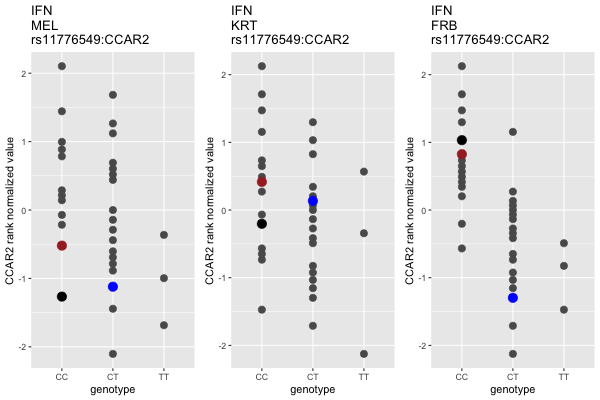 IFN
MEL
rs11776549:CCAR2
CCAR2 rank normalized value
2
1
0
-1
-2
CC
CT
TT
genotype
IFN
KRT
rs11776549:CCAR2
CCAR2 rank normalized value
2
1
0
-1
-2
CC
CT
TT
genotype
IFN
FRB
rs11776549:CCAR2
CCAR2 rank normalized value
2
1
0
-1
-2
CC
CT
TT
genotype